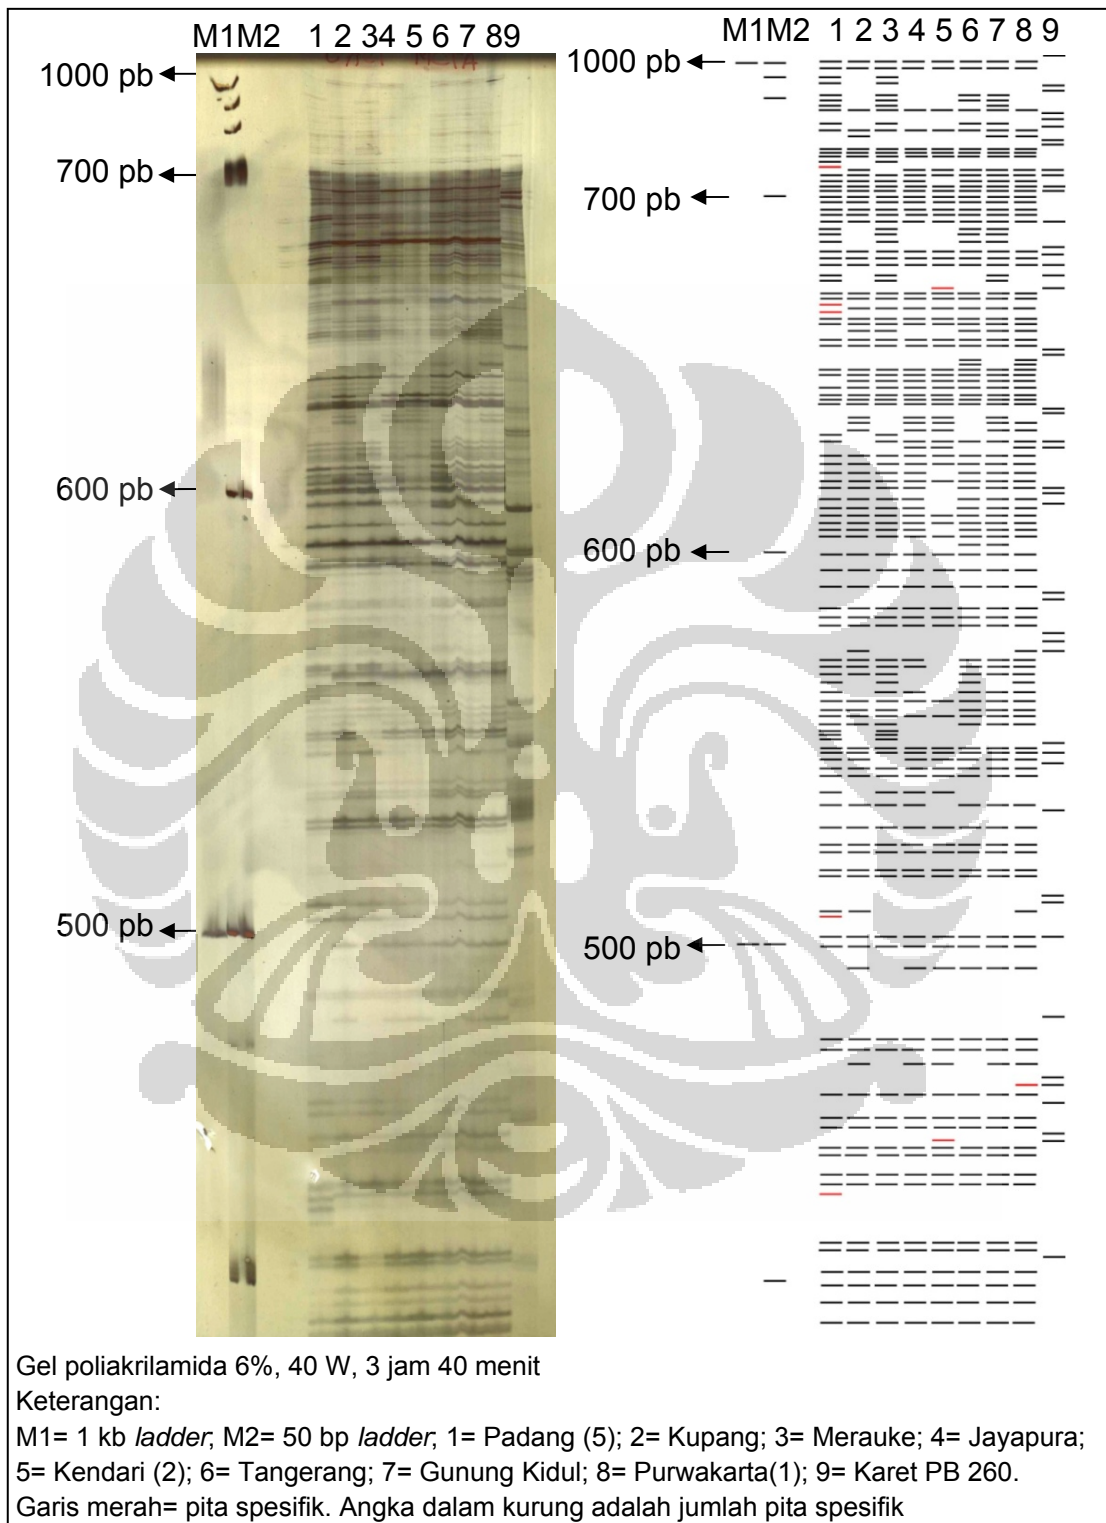 M1M2 1 2 34 5 6 7 89
M1M2 1 2 3 4 5 6 7 8 9
1000 pb
700 pb
600 pb
500 pb
1000 pb
700 pb
600 pb
500 pb
Gel poliakrilamida 6%, 40 W, 3 jam 40 menit
Keterangan:
M1= 1 kb ladder; M2= 50 bp ladder; 1= Padang (5); 2= Kupang; 3= Merauke; 4= Jayapura;
5= Kendari (2); 6= Tangerang; 7= Gunung Kidul; 8= Purwakarta(1); 9= Karet PB 260.
Garis merah= pita spesifik. Angka dalam kurung adalah jumlah pita spesifik